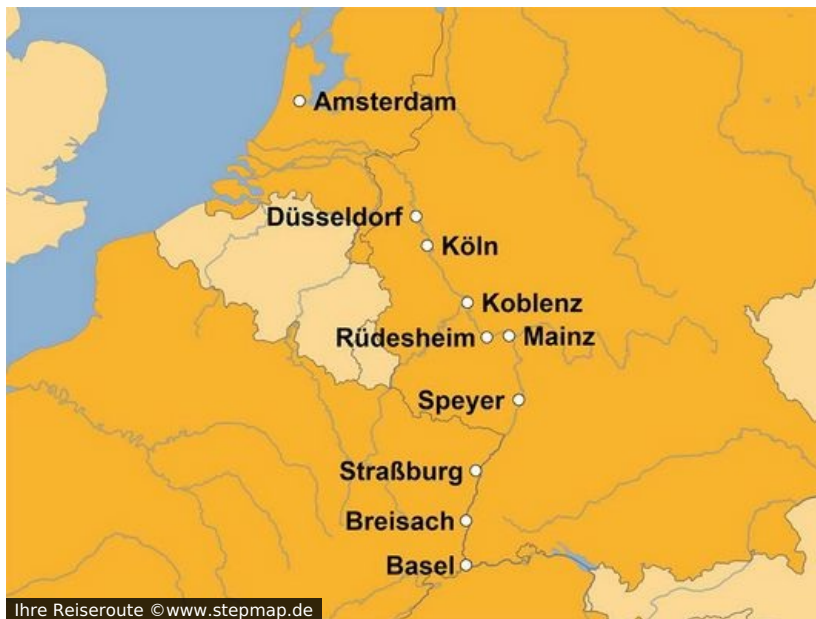 Amsterdam
Düsseldorf
Köln
Koblenz
Rüdesheim
Mainz
Speyer
Straßburg
Breisach
Basel
Ihre Reiseroute ©www.stepmap.de